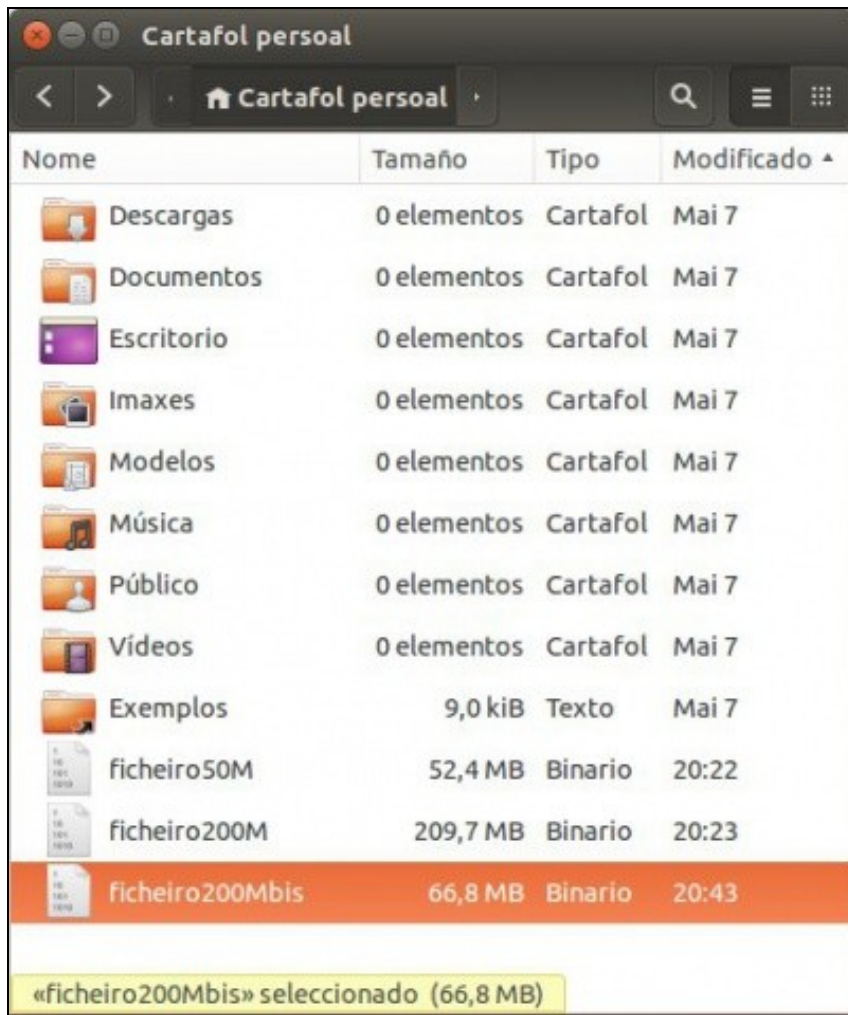 Cartafol persoal
Cartafol persoal
Nome Tamaño Tipo Modificado
Descargas 0 elementos Cartafol Mai 7
Documentos 0 elementos Cartafol Mai 7
Escritorio 0 elementos Cartafol Mai 7
Imaxes 0 elementos Cartafol Mai 7
Modelos 0 elementos Cartafol Mai 7
Música 0 elementos Cartafol Mai 7
Público 0 elementos Cartafol Mai 7
Vídeos 0 elementos Cartafol Mai 7
Exemplos 9,0 kiB Texto Mai 7
ficheiro50M 52,4 MB Binario 20:22
ficheiro200M 209,7 MB Binario 20:23
ficheiro200Mbis 66,8 MB Binario 20:43
«ficheiro200Mbis» seleccionado (66,8 MB)